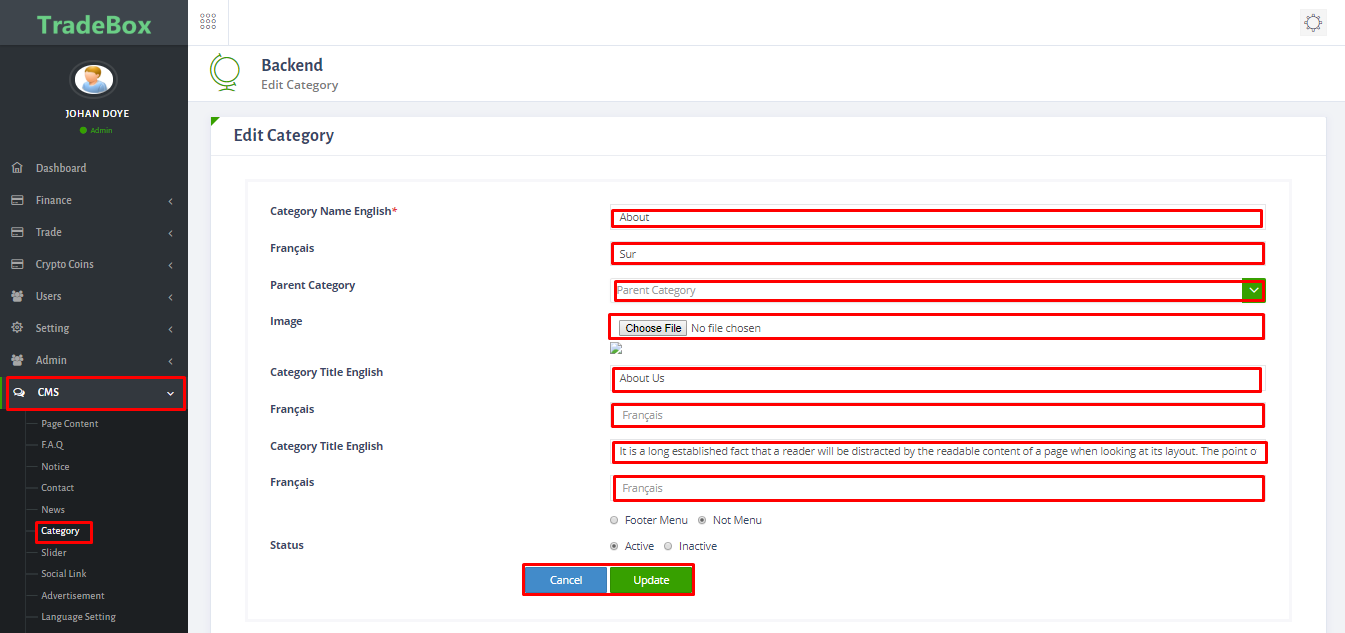 TradeBox
JOHAN DOYE
Admin
Dashboard
Finance
Trade
Crypto Coins
Users
Setting
Admin
CMS
Page Content
F.A.Q
Notice
Contact
News
Category
Slider
Social Link
Advertisement
Language Setting
Backend
Edit Category
Edit Category
Category Name English* About
Français Sur
Parent Category Parent Category
Image Choose File No file chosen
Category Title English About Us
Français Français
Category Title English It is a long established fact that a reader will be distracted by the readable content of a page when looking at its layout. The point o
Français Français
Footer Menu Not Menu
Status Active Inactive
Cancel Update